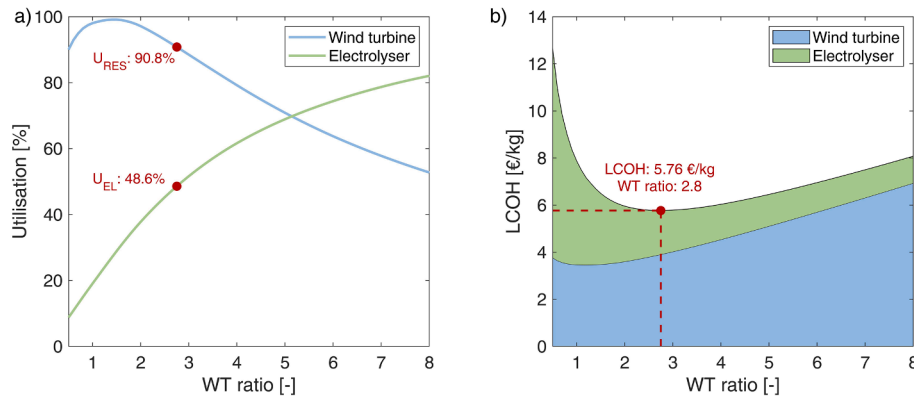 a)
100
80
60
40
20
0
Utilisation [%]
1 2 3 4 5 6 7 8
WT ratio [-]
Wind turbine
Electrolyser
U_RES: 90.8%
U_EL: 48.6%
b)
14
12
10
8
6
4
2
0
LCOH [€/kg]
1 2 3 4 5 6 7 8
WT ratio [-]
Wind turbine
Electrolyser
LCOH: 5.76 €/kg
WT ratio: 2.8